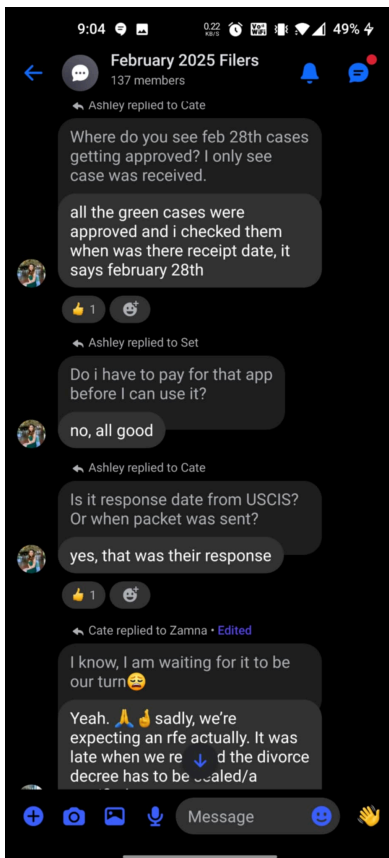 9:04
0.22
KB/S
Vo+
WiFi
49%
February 2025 Filers
137 members
Ashley replied to Cate
Where do you see feb 28th cases
getting approved? I only see
case was received.
all the green cases were
approved and i checked them
when was there receipt date, it
says february 28th
👍 1
Ashley replied to Set
Do i have to pay for that app
before I can use it?
no, all good
Ashley replied to Cate
Is it response date from USCIS?
Or when packet was sent?
yes, that was their response
👍 1
Cate replied to Zamna • Edited
I know, I am waiting for it to be
our turn😩
Yeah. 🙏🤞 sadly, we're
expecting an rfe actually. It was
late when we the divorce
decree has to be
Message